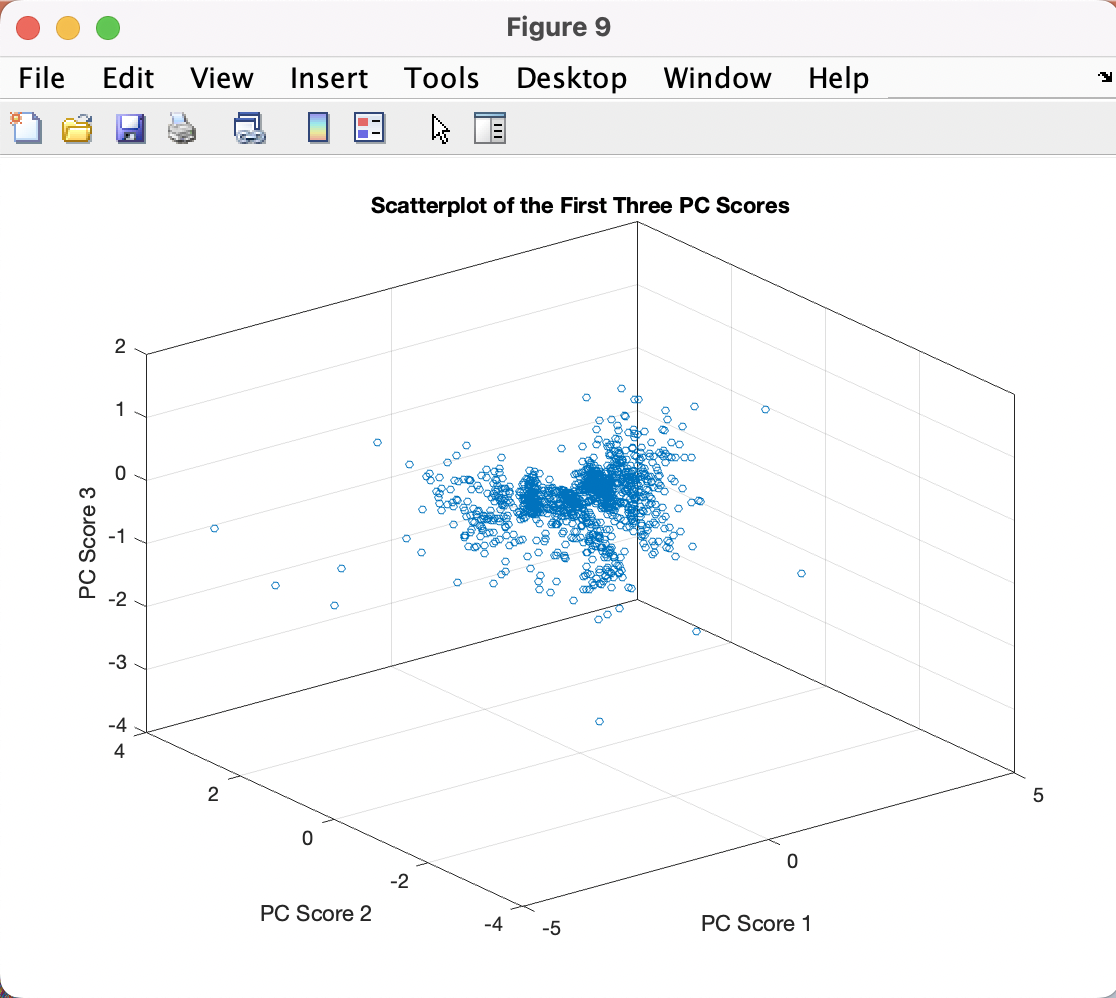 Figure 9
File Edit View Insert Tools Desktop Window Help
Scatterplot of the First Three PC Scores
2
1
0
-1
-2
-3
-4
PC Score 3
4
2
0
-2
-4
PC Score 2
-5
0
5
PC Score 1